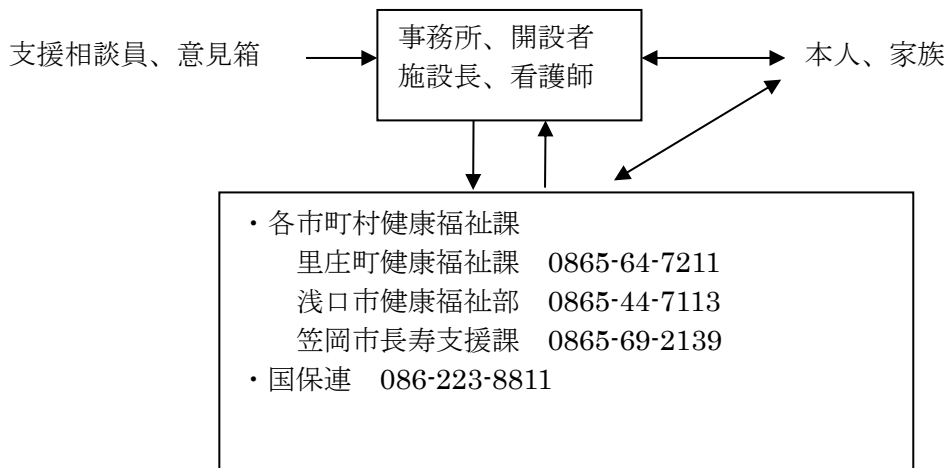 支援相談員、意見箱
事務所、開設者
施設長、看護師
本人、家族
・各市町村健康福祉課
里庄町健康福祉課　0865-64-7211
浅口市健康福祉部　0865-44-7113
笠岡市長寿支援課　0865-69-2139
・国保連　086-223-8811